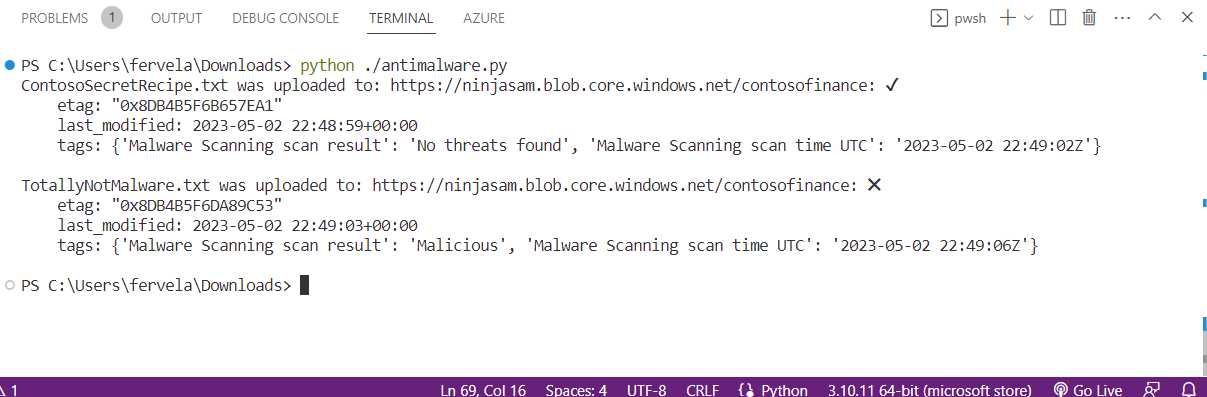 PROBLEMS 1 OUTPUT DEBUG CONSOLE TERMINAL AZURE pwsh
PS C:\Users\fervela\Downloads> python ./antimalware.py
ContosoSecretRecipe.txt was uploaded to: https://ninjasam.blob.core.windows.net/contosofinance: ✓
    etag: "0x8DB4B5F6B657EA1"
    last_modified: 2023-05-02 22:48:59+00:00
    tags: {'Malware Scanning scan result': 'No threats found', 'Malware Scanning scan time UTC': '2023-05-02 22:49:02Z'}
TotallyNotMalware.txt was uploaded to: https://ninjasam.blob.core.windows.net/contosofinance: ❌
    etag: "0x8DB4B5F6DA89C53"
    last_modified: 2023-05-02 22:49:03+00:00
    tags: {'Malware Scanning scan result': 'Malicious', 'Malware Scanning scan time UTC': '2023-05-02 22:49:06Z'}
PS C:\Users\fervela\Downloads>
1 Ln 69, Col 16 Spaces: 4 UTF-8 CRLF Python 3.10.11 64-bit (microsoft store) Go Live